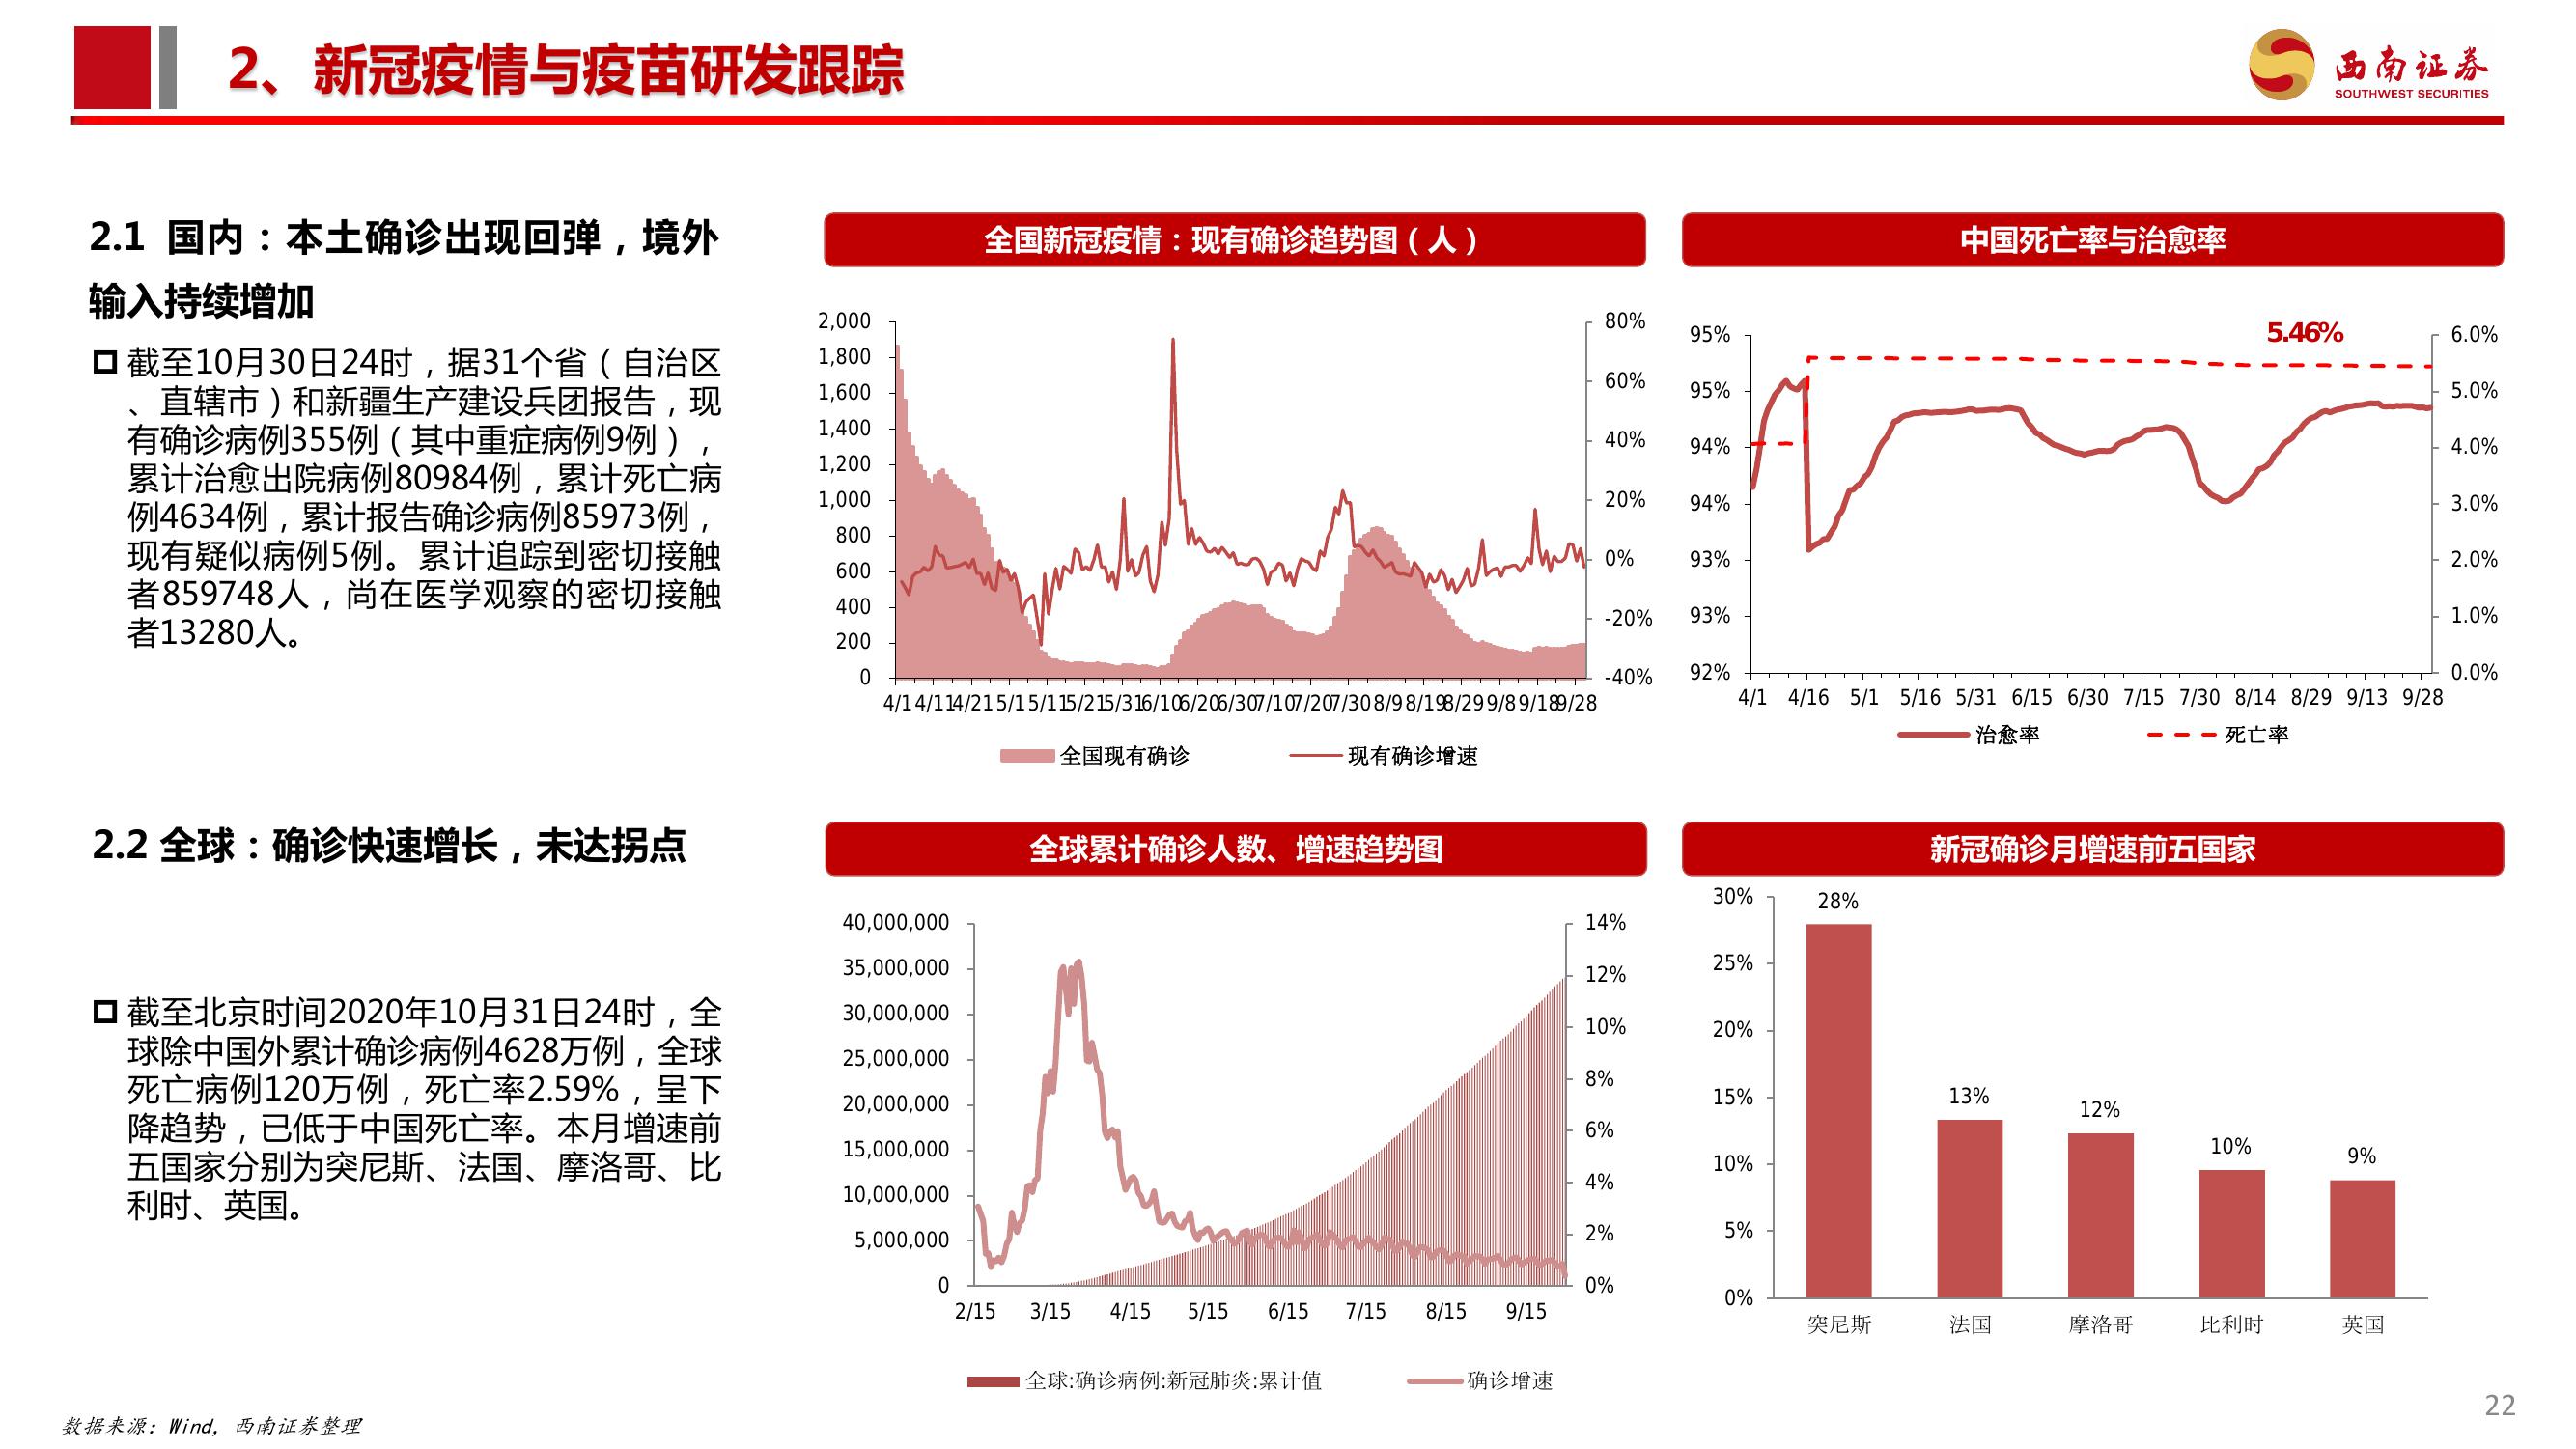 2、新冠疫情与疫苗研发跟踪
西南证券
SOUTHWEST SECURITIES
2.1 国内：本土确诊出现回弹，境外
输入持续增加
截至10月30日24时，据31个省（自治区
、直辖市）和新疆生产建设兵团报告，现
有确诊病例355例（其中重症病例9例），
累计治愈出院病例80984例，累计死亡病
例4634例，累计报告确诊病例85973例，
现有疑似病例5例。累计追踪到密切接触
者859748人，尚在医学观察的密切接触
者13280人。
全国新冠疫情：现有确诊趋势图（人）
2,000
1,800
1,600
1,400
1,200
1,000
800
600
400
200
0
80%
60%
40%
20%
0%
-20%
-40%
4/1 4/11 4/21 5/1 5/11 5/21 5/31 6/10 6/20 6/30 7/10 7/20 7/30 8/9 8/19 8/29 9/8 9/18 9/28
全国现有确诊 现有确诊增速
中国死亡率与治愈率
95%
95%
94%
94%
93%
93%
92%
5.46%
6.0%
5.0%
4.0%
3.0%
2.0%
1.0%
0.0%
4/1 4/16 5/1 5/16 5/31 6/15 6/30 7/15 7/30 8/14 8/29 9/13 9/28
治愈率 死亡率
2.2 全球：确诊快速增长，未达拐点
截至北京时间2020年10月31日24时，全
球除中国外累计确诊病例4628万例，全球
死亡病例120万例，死亡率2.59%，呈下
降趋势，已低于中国死亡率。本月增速前
五国家分别为突尼斯、法国、摩洛哥、比
利时、英国。
全球累计确诊人数、增速趋势图
40,000,000
35,000,000
30,000,000
25,000,000
20,000,000
15,000,000
10,000,000
5,000,000
0
14%
12%
10%
8%
6%
4%
2%
0%
2/15 3/15 4/15 5/15 6/15 7/15 8/15 9/15
全球:确诊病例:新冠肺炎:累计值 确诊增速
新冠确诊月增速前五国家
30%
25%
20%
15%
10%
5%
0%
28%
13%
12%
10%
9%
突尼斯 法国 摩洛哥 比利时 英国
数据来源：Wind，西南证券整理
22